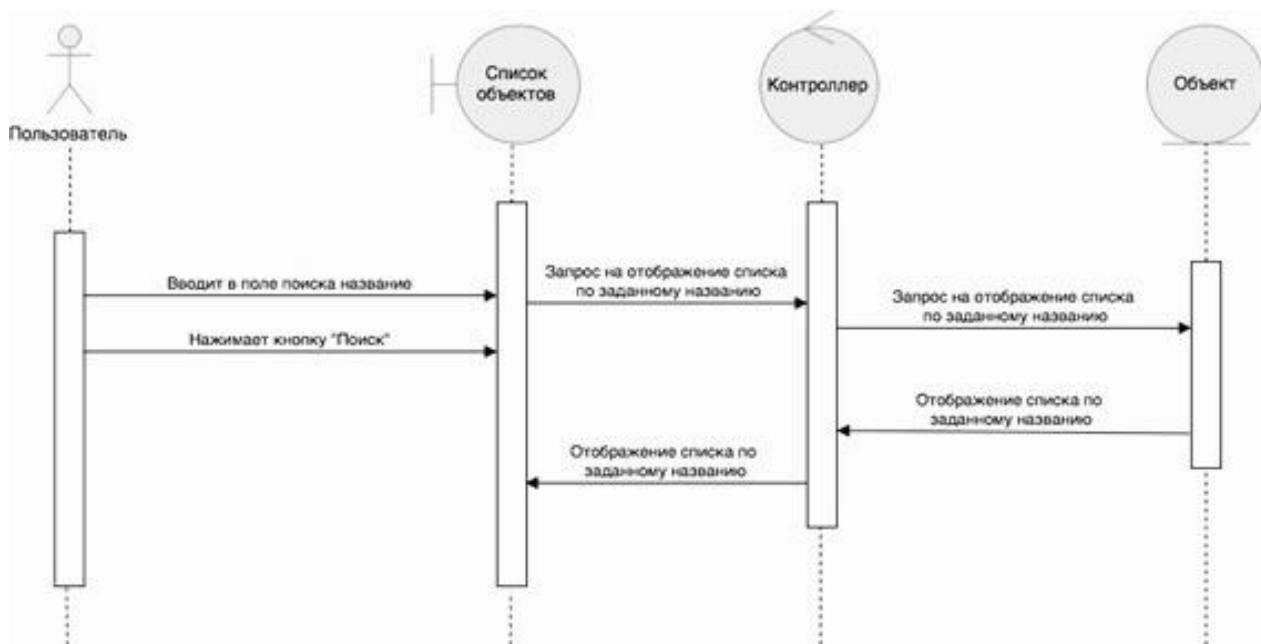 Список
объектов
Контроллер
Объект
Пользователь
Вводит в поле поиска название
Запрос на отображение списка
по заданному названию
Запрос на отображение списка
по заданному названию
Нажимает кнопку "Поиск"
Отображение списка по
заданному названию
Отображение списка по
заданному названию